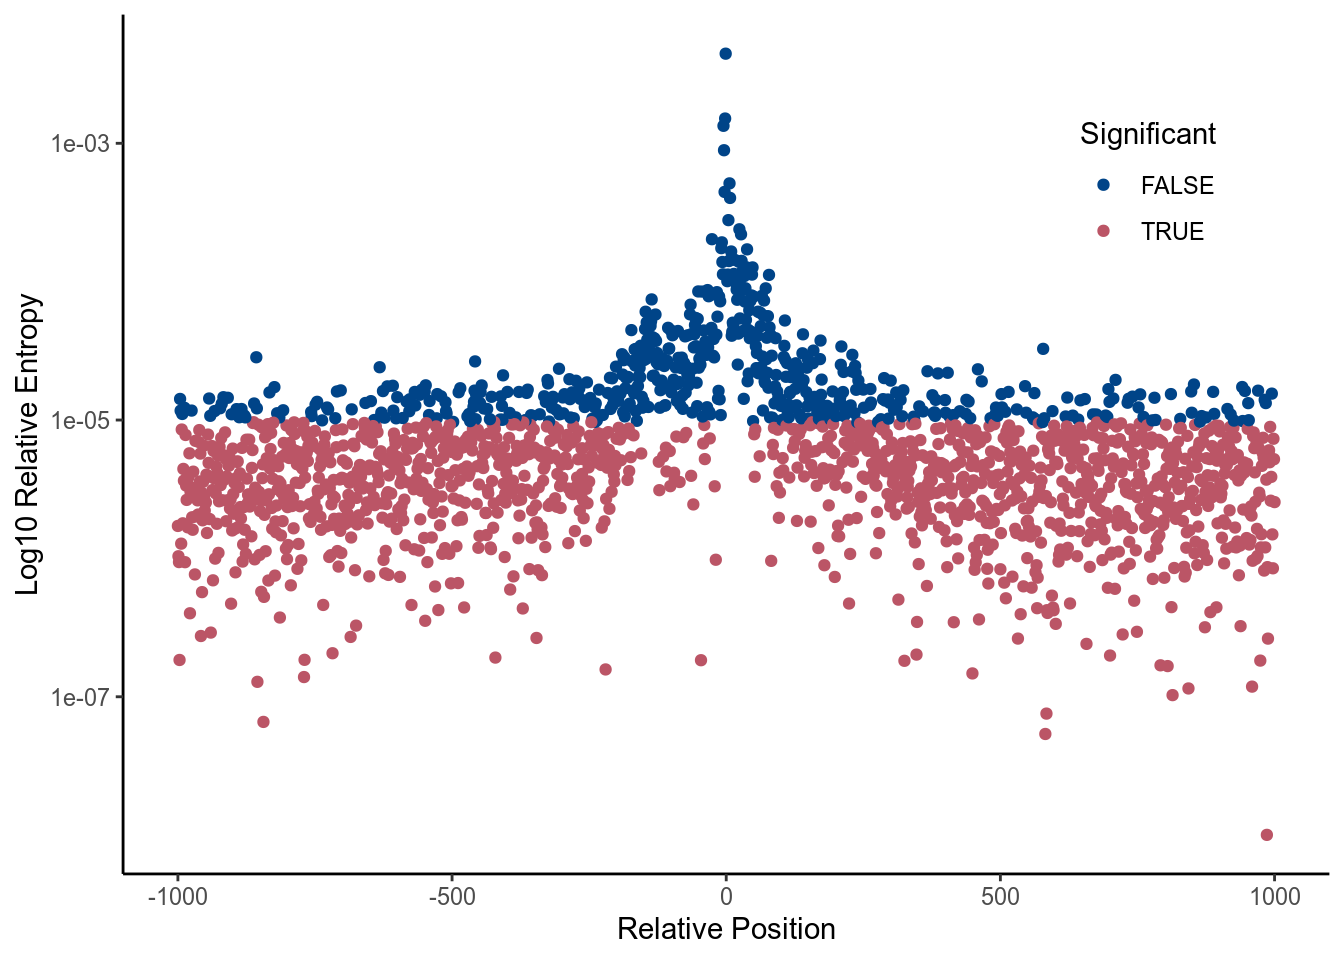 Log10 Relative Entropy
1e-03
1e-05
1e-07
Significant
FALSE
TRUE
-1000
-500
0
500
1000
Relative Position